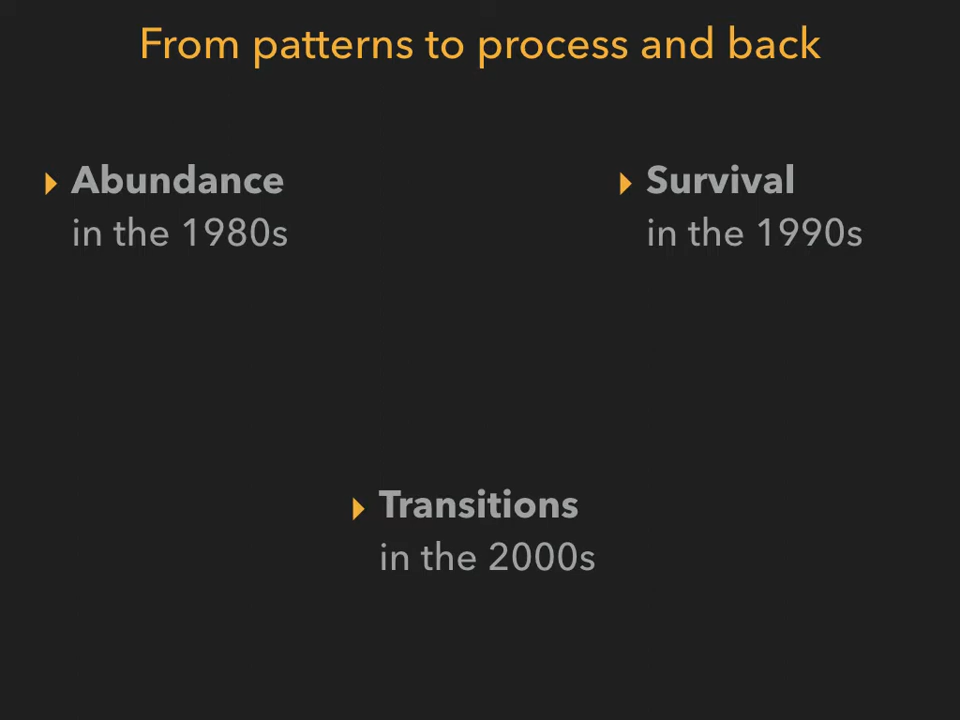 From patterns to process and back
Abundance
in the 1980s
Survival
in the 1990s
Transitions
in the 2000s